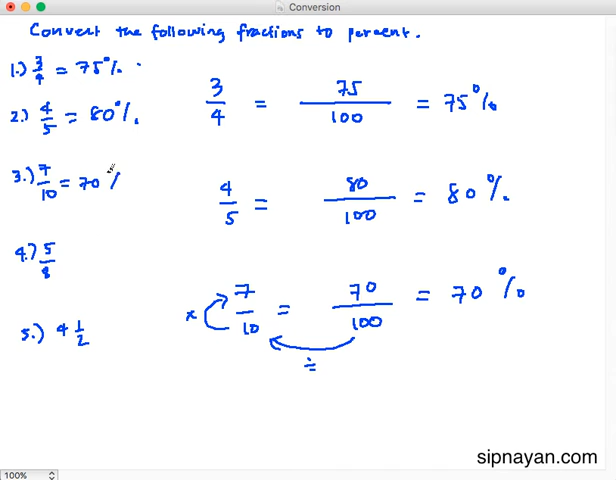 Conversion
Convert the following fractions to percent.
1.) 3/4 = 75%.
2.) 4/5 = 80%.
3.) 7/10 = 70%
4.) 5/8
5.) 4 1/2
3/4 = 75/100 = 75%
4/5 = 80/100 = 80%.
x 7/10 = 70/100 = 70%
÷
sipnayan.com
100%